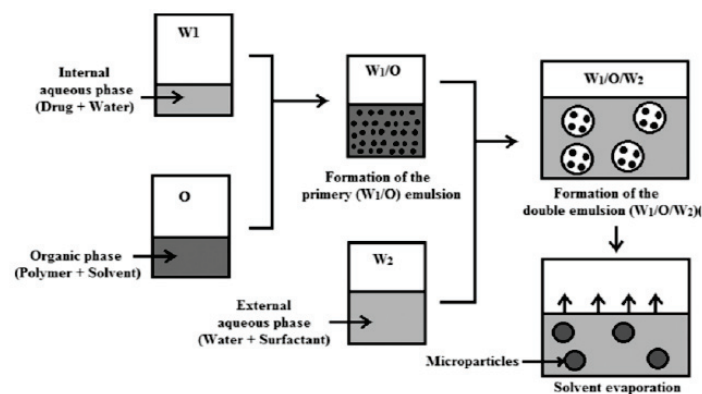 W1
Internal
aqueous phase
(Drug + Water)
O
Organic phase
(Polymer + Solvent)
W1/O
Formation of the
primery (W1/O) emulsion
W2
External
aqueous phase
(Water + Surfactant)
W1/O/W2
Formation of the
double emulsion (W1/O/W2)(
Microparticles
Solvent evaporation